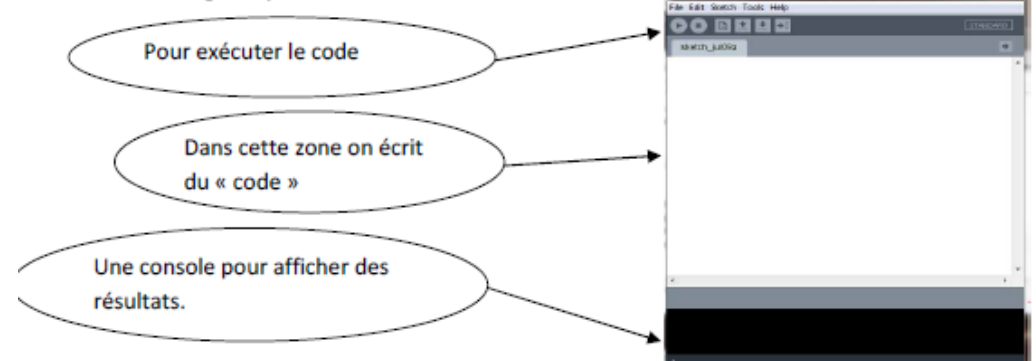 File Edit Sketch Tools Help
STANDARD
Pour exécuter le code
Dans cette zone on écrit
du « code »
Une console pour afficher des
résultats.